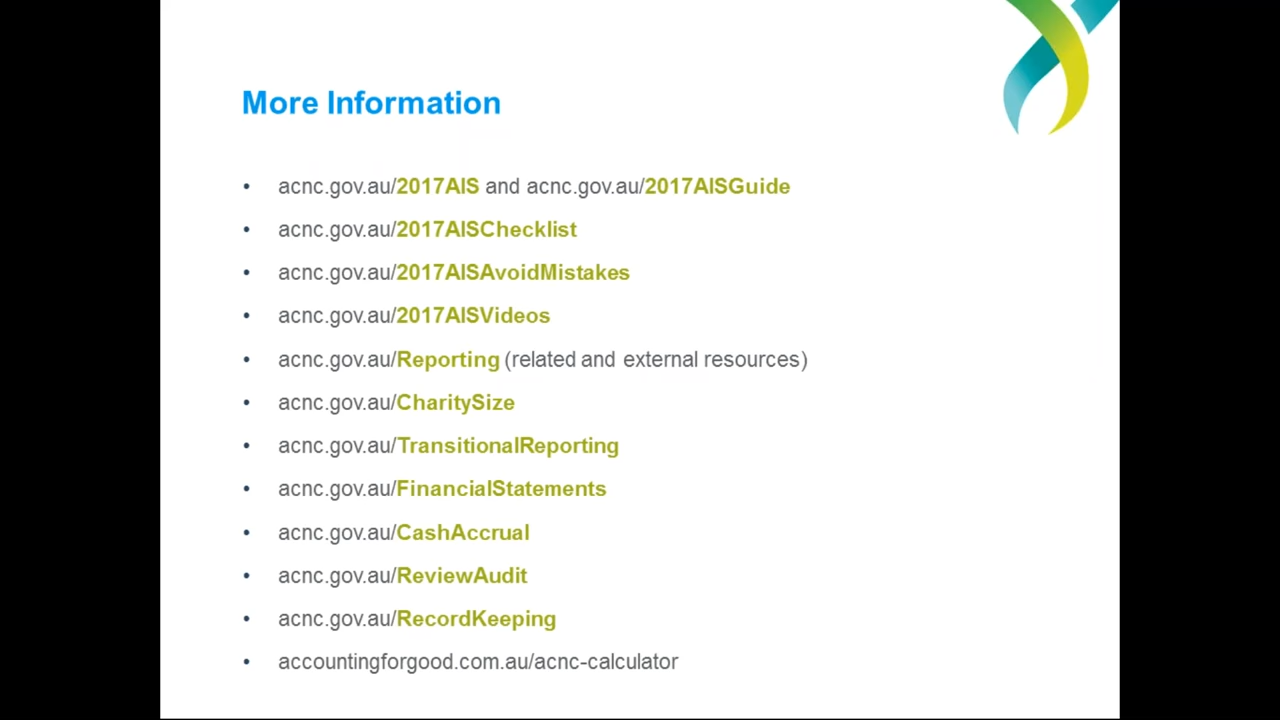 More Information
• acnc.gov.au/2017AIS and acnc.gov.au/2017AISGuide
• acnc.gov.au/2017AISChecklist
• acnc.gov.au/2017AISAvoidMistakes
• acnc.gov.au/2017AISVideos
• acnc.gov.au/Reporting (related and external resources)
• acnc.gov.au/CharitySize
• acnc.gov.au/TransitionalReporting
• acnc.gov.au/FinancialStatements
• acnc.gov.au/CashAccrual
• acnc.gov.au/ReviewAudit
• acnc.gov.au/RecordKeeping
• accountingforgood.com.au/acnc-calculator